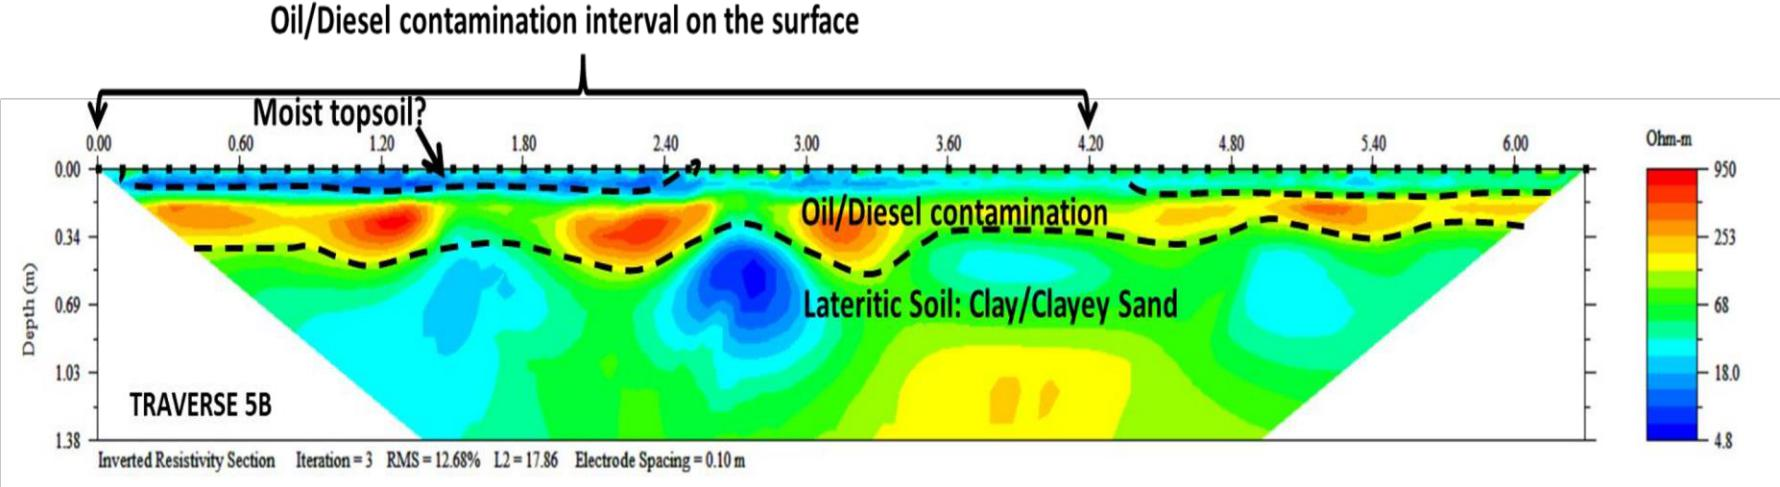 Oil/Diesel contamination interval on the surface
Moist topsoil?
0.00 0.60 1.20 1.80 2.40 3.00 3.60 4.20 4.80 5.40 6.00
Ohm-m
0.00
0.34
0.69
1.03
1.38
Depth (m)
?
Oil/Diesel contamination
Lateritic Soil: Clay/Clayey Sand
TRAVERSE 5B
950
253
68
18.0
4.8
Inverted Resistivity Section Iteration = 3 RMS = 12.68% L2 = 17.86 Electrode Spacing = 0.10 m